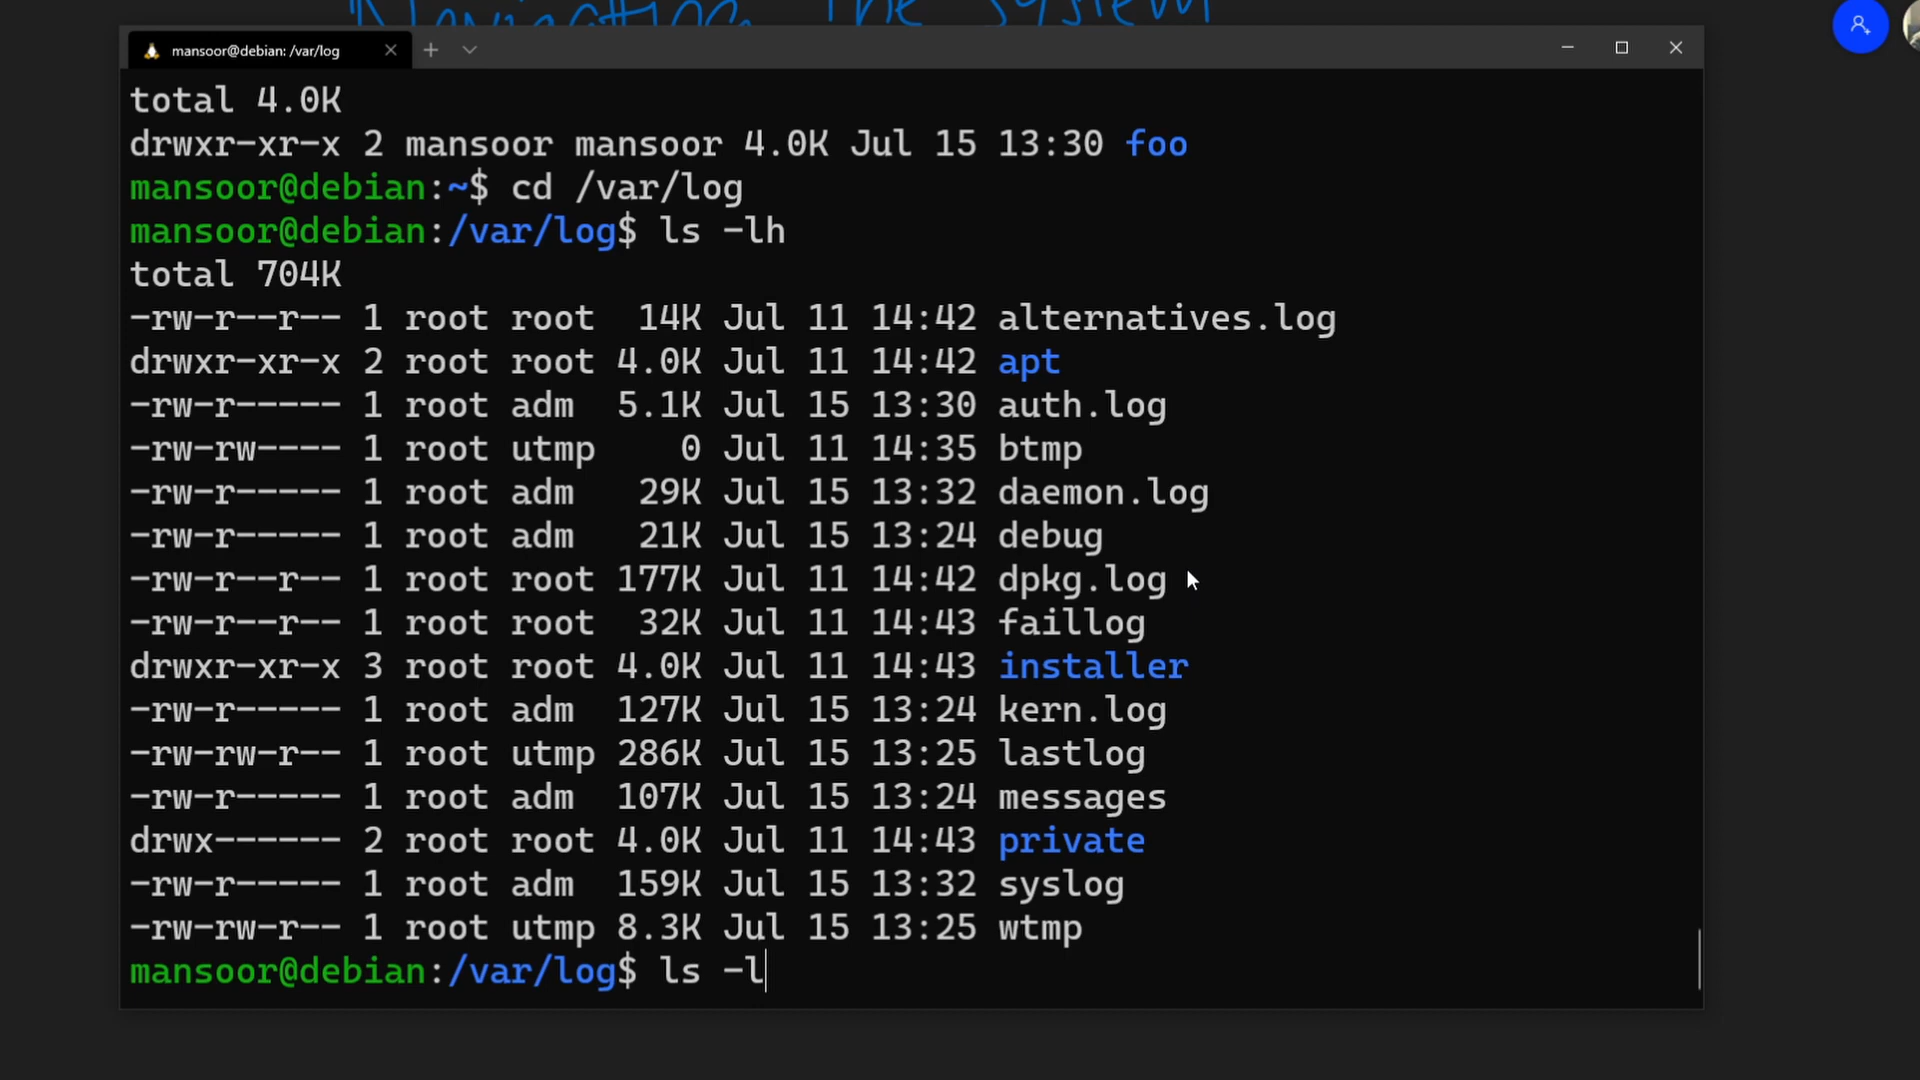 Navigating The System
mansoor@debian: /var/log
total 4.0K
drwxr-xr-x 2 mansoor mansoor 4.0K Jul 15 13:30 foo
mansoor@debian:~$ cd /var/log
mansoor@debian:/var/log$ ls -lh
total 704K
-rw-r--r-- 1 root root  14K Jul 11 14:42 alternatives.log
drwxr-xr-x 2 root root 4.0K Jul 11 14:42 apt
-rw-r----- 1 root adm  5.1K Jul 15 13:30 auth.log
-rw-rw---- 1 root utmp    0 Jul 11 14:35 btmp
-rw-r----- 1 root adm   29K Jul 15 13:32 daemon.log
-rw-r----- 1 root adm   21K Jul 15 13:24 debug
-rw-r--r-- 1 root root 177K Jul 11 14:42 dpkg.log
-rw-r--r-- 1 root root  32K Jul 11 14:43 faillog
drwxr-xr-x 3 root root 4.0K Jul 11 14:43 installer
-rw-r----- 1 root adm  127K Jul 15 13:24 kern.log
-rw-rw-r-- 1 root utmp 286K Jul 15 13:25 lastlog
-rw-r----- 1 root adm  107K Jul 15 13:24 messages
drwx------ 2 root root 4.0K Jul 11 14:43 private
-rw-r----- 1 root adm  159K Jul 15 13:32 syslog
-rw-rw-r-- 1 root utmp 8.3K Jul 15 13:25 wtmp
mansoor@debian:/var/log$ ls -l